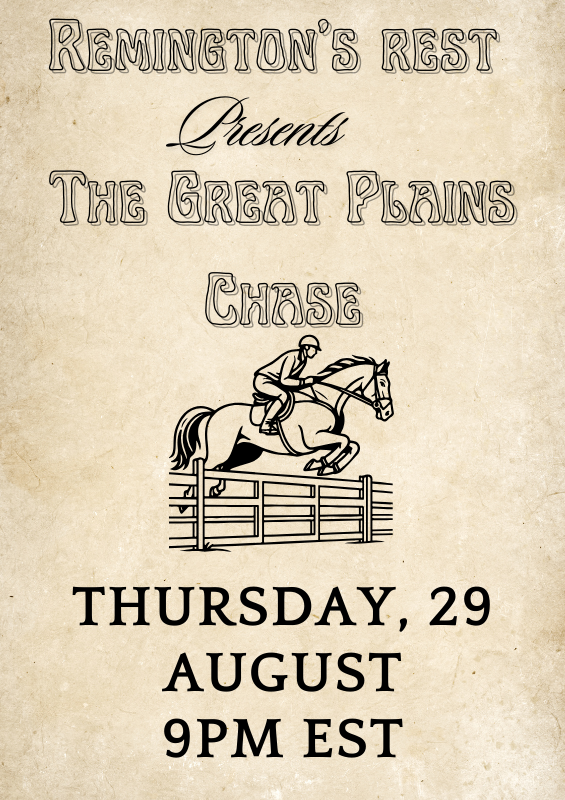 Remington's rest
Presents
The Great Plains
Chase
THURSDAY, 29
AUGUST
9PM EST